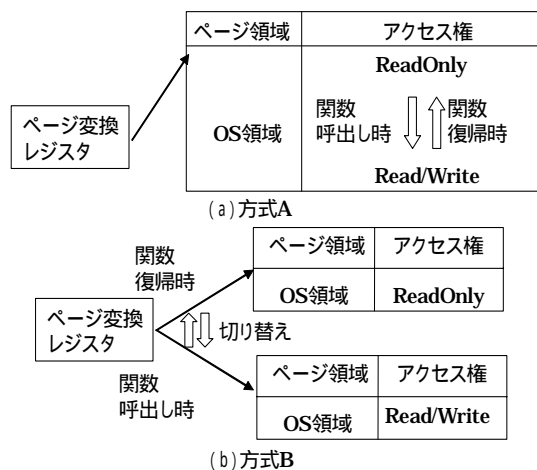 ページ領域 アクセス権
ReadOnly
ページ変換
レジスタ
OS領域
関数
呼出し時
関数
復帰時
Read/Write
(a)方式A
関数
復帰時
ページ領域 アクセス権
OS領域 ReadOnly
ページ変換
レジスタ
切り替え
関数
呼出し時
ページ領域 アクセス権
OS領域 Read/Write
(b)方式B